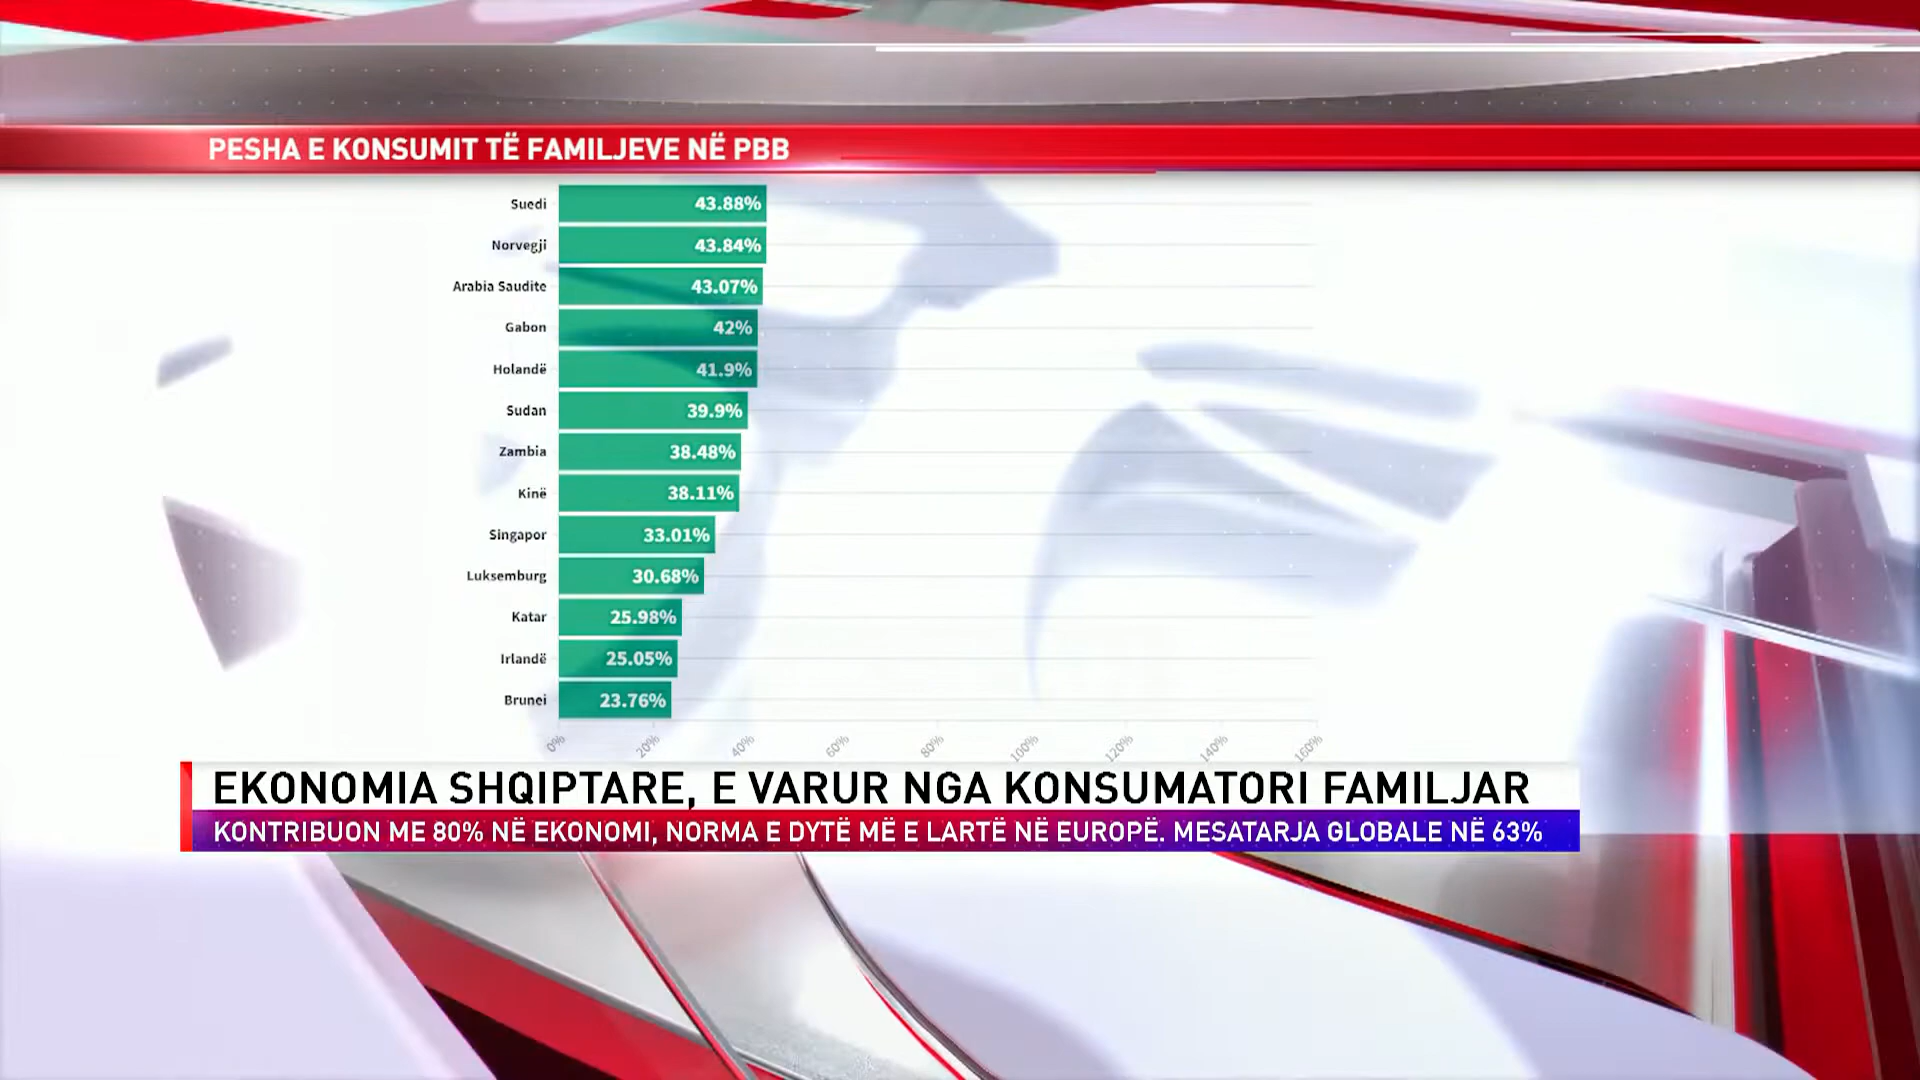 PESHA E KONSUMIT TË FAMILJEVE NË PBB
Suedi 43.88%
Norvegji 43.84%
Arabia Saudite 43.07%
Gabon 42%
Holandë 41.9%
Sudan 39.9%
Zambia 38.48%
Kinë 38.11%
Singapor 33.01%
Luksemburg 30.68%
Katar 25.98%
Irlandë 25.05%
Brunei 23.76%
0% 20% 40% 60% 80% 100% 120% 140% 160%
EKONOMIA SHQIPTARE, E VARUR NGA KONSUMATORI FAMILJAR
KONTRIBUON ME 80% NË EKONOMI, NORMA E DYTË MË E LARTË NË EUROPË. MESATARJA GLOBALE NË 63%